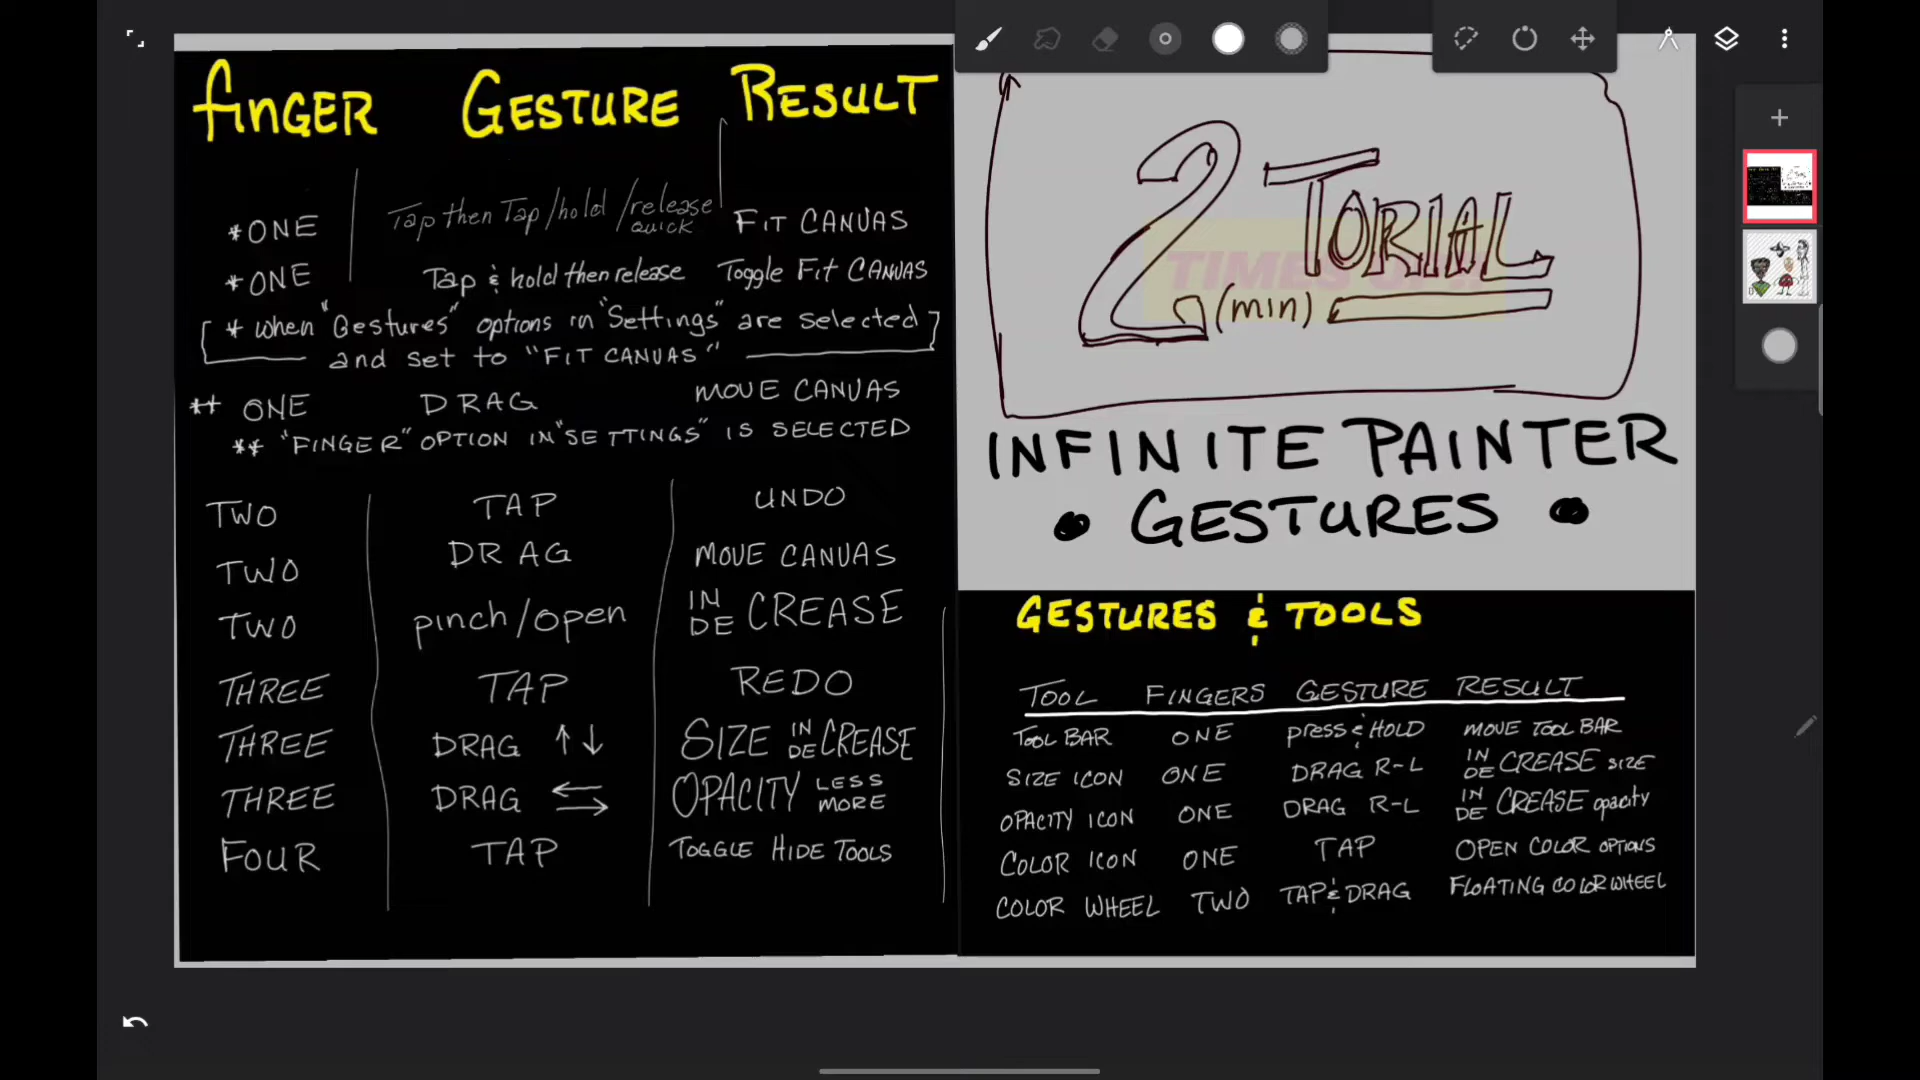 FINGER GESTURE RESULT
*ONE Tap then Tap/hold/release quick FIT CANVAS
*ONE Tap & hold then release Toggle Fit CANVAS
[* when "Gestures" options in "Settings" are selected]
and set to "FIT CANVAS"
** ONE DRAG MOVE CANVAS
** "FINGER" OPTION IN "SETTINGS" IS SELECTED
TWO TAP UNDO
TWO DRAG MOVE CANVAS
TWO pinch/open IN DE CREASE
THREE TAP REDO
THREE DRAG ↑↓ SIZE IN DE CREASE
THREE DRAG ←→ OPACITY LESS MORE
FOUR TAP TOGGLE HIDE TOOLS
2 TORIAL
TIMES UP!!
(min)
INFINITE PAINTER
• GESTURES •
GESTURES & TOOLS
TOOL FINGERS GESTURE RESULT
TOOL BAR ONE press & HOLD MOVE TOOL BAR
SIZE ICON ONE DRAG R-L IN DE CREASE SIZE
OPACITY ICON ONE DRAG R-L IN DE CREASE opacity
COLOR ICON ONE TAP OPEN COLOR OPTIONS
COLOR WHEEL TWO TAP & DRAG FLOATING COLOR WHEEL